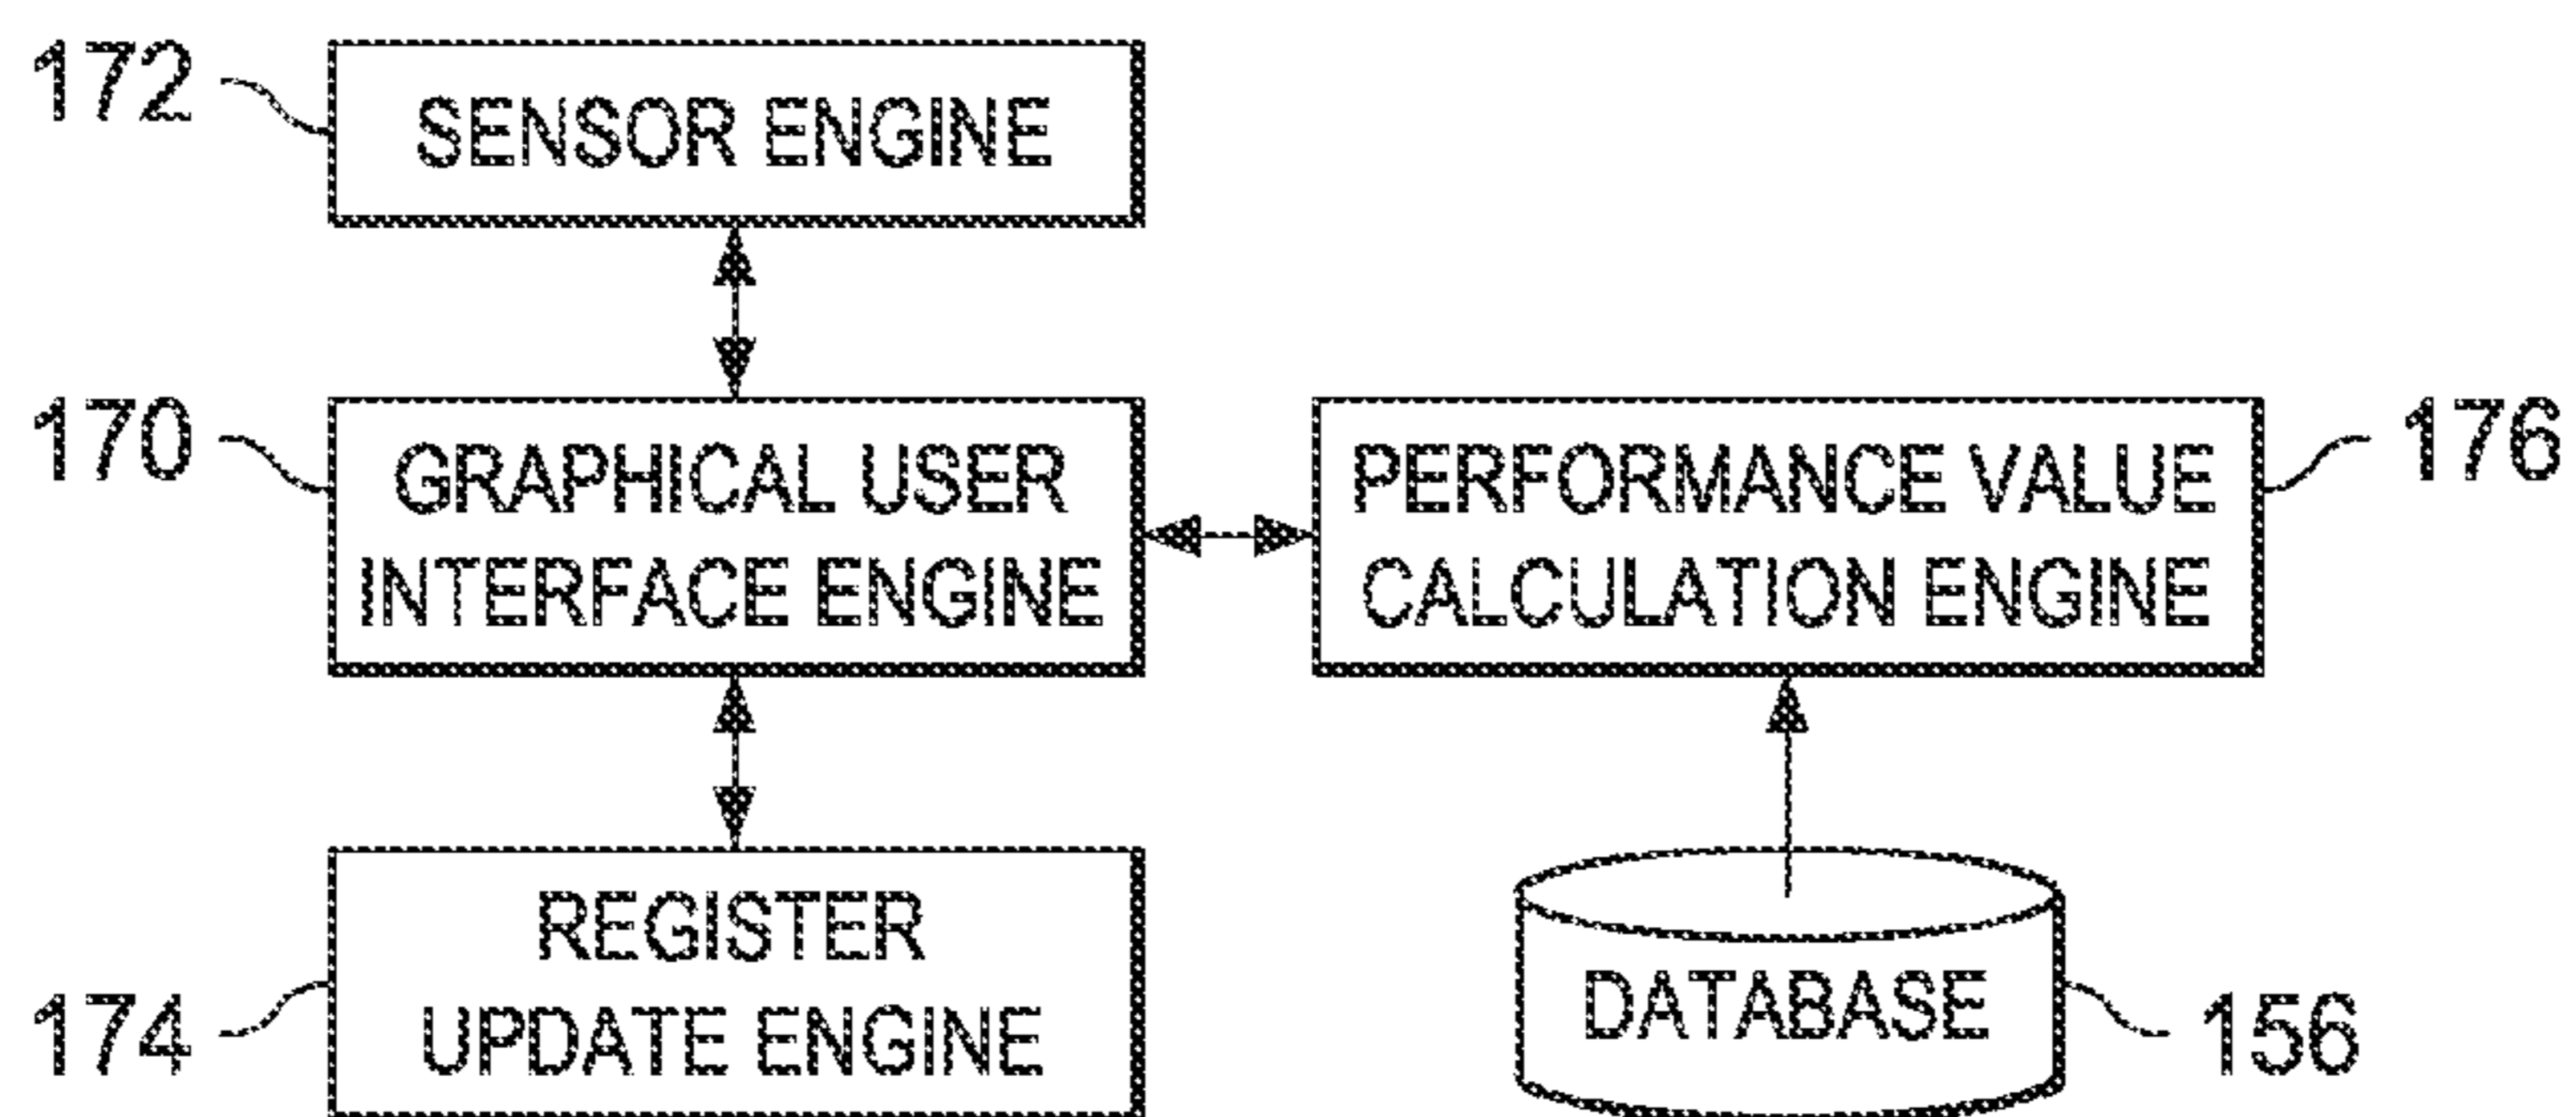 172
SENSOR ENGINE
170
GRAPHICAL USER
INTERFACE ENGINE
PERFORMANCE VALUE
CALCULATION ENGINE
176
174
REGISTER
UPDATE ENGINE
DATABASE
156